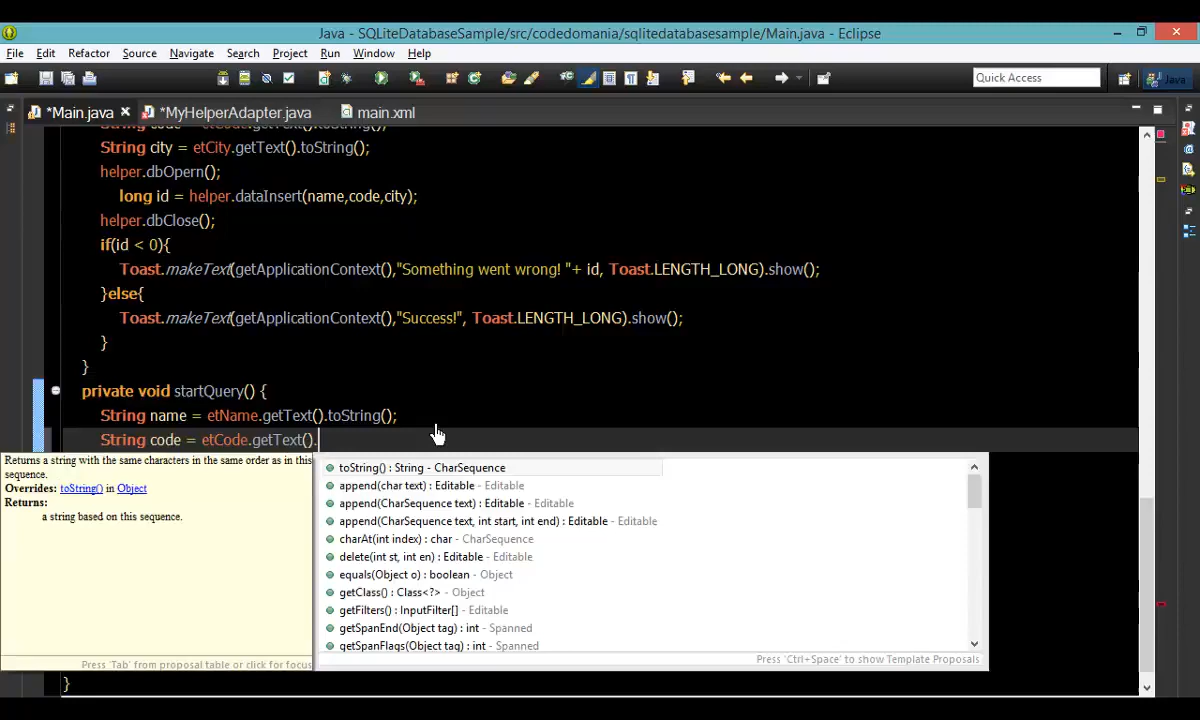 Java - SQLiteDatabaseSample/src/codedomania/sqlitedatabasesample/Main.java - Eclipse
File Edit Refactor Source Navigate Search Project Run Window Help
Quick Access
Java
*Main.java
*MyHelperAdapter.java
main.xml
String code = etCode.getText().toString();
String city = etCity.getText().toString();
helper.dbOpern();
long id = helper.dataInsert(name,code,city);
helper.dbClose();
if(id < 0){
Toast.makeText(getApplicationContext(),"Something went wrong! "+ id, Toast.LENGTH_LONG).show();
}else{
Toast.makeText(getApplicationContext(),"Success!", Toast.LENGTH_LONG).show();
}
}
private void startQuery() {
String name = etName.getText().toString();
String code = etCode.getText().
Returns a string with the same characters in the same order as in this
sequence.
Overrides: toString() in Object
Returns:
a string based on this sequence.
Press 'Tab' from proposal table or click for focus
toString() : String - CharSequence
append(char text) : Editable - Editable
append(CharSequence text) : Editable - Editable
append(CharSequence text, int start, int end) : Editable - Editable
charAt(int index) : char - CharSequence
delete(int st, int en) : Editable - Editable
equals(Object o) : boolean - Object
getClass() : Class<?> - Object
getFilters() : InputFilter[] - Editable
getSpanEnd(Object tag) : int - Spanned
getSpanFlags(Object tag) : int - Spanned
Press 'Ctrl+Space' to show Template Proposals
}